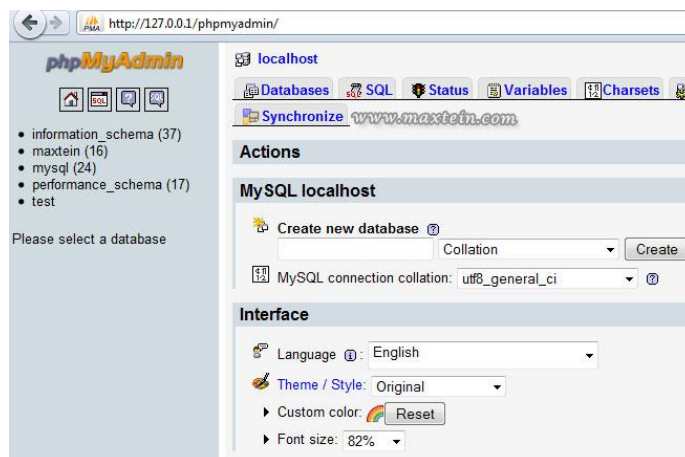 PMA http://127.0.0.1/phpmyadmin/
phpMyAdmin
SQL
information_schema (37)
maxtein (16)
mysql (24)
performance_schema (17)
test
Please select a database
localhost
Databases SQL Status Variables Charsets
Synchronize www.maxtein.com
Actions
MySQL localhost
Create new database
Collation Create
MySQL connection collation: utf8_general_ci
Interface
Language : English
Theme / Style: Original
Custom color: Reset
Font size: 82%